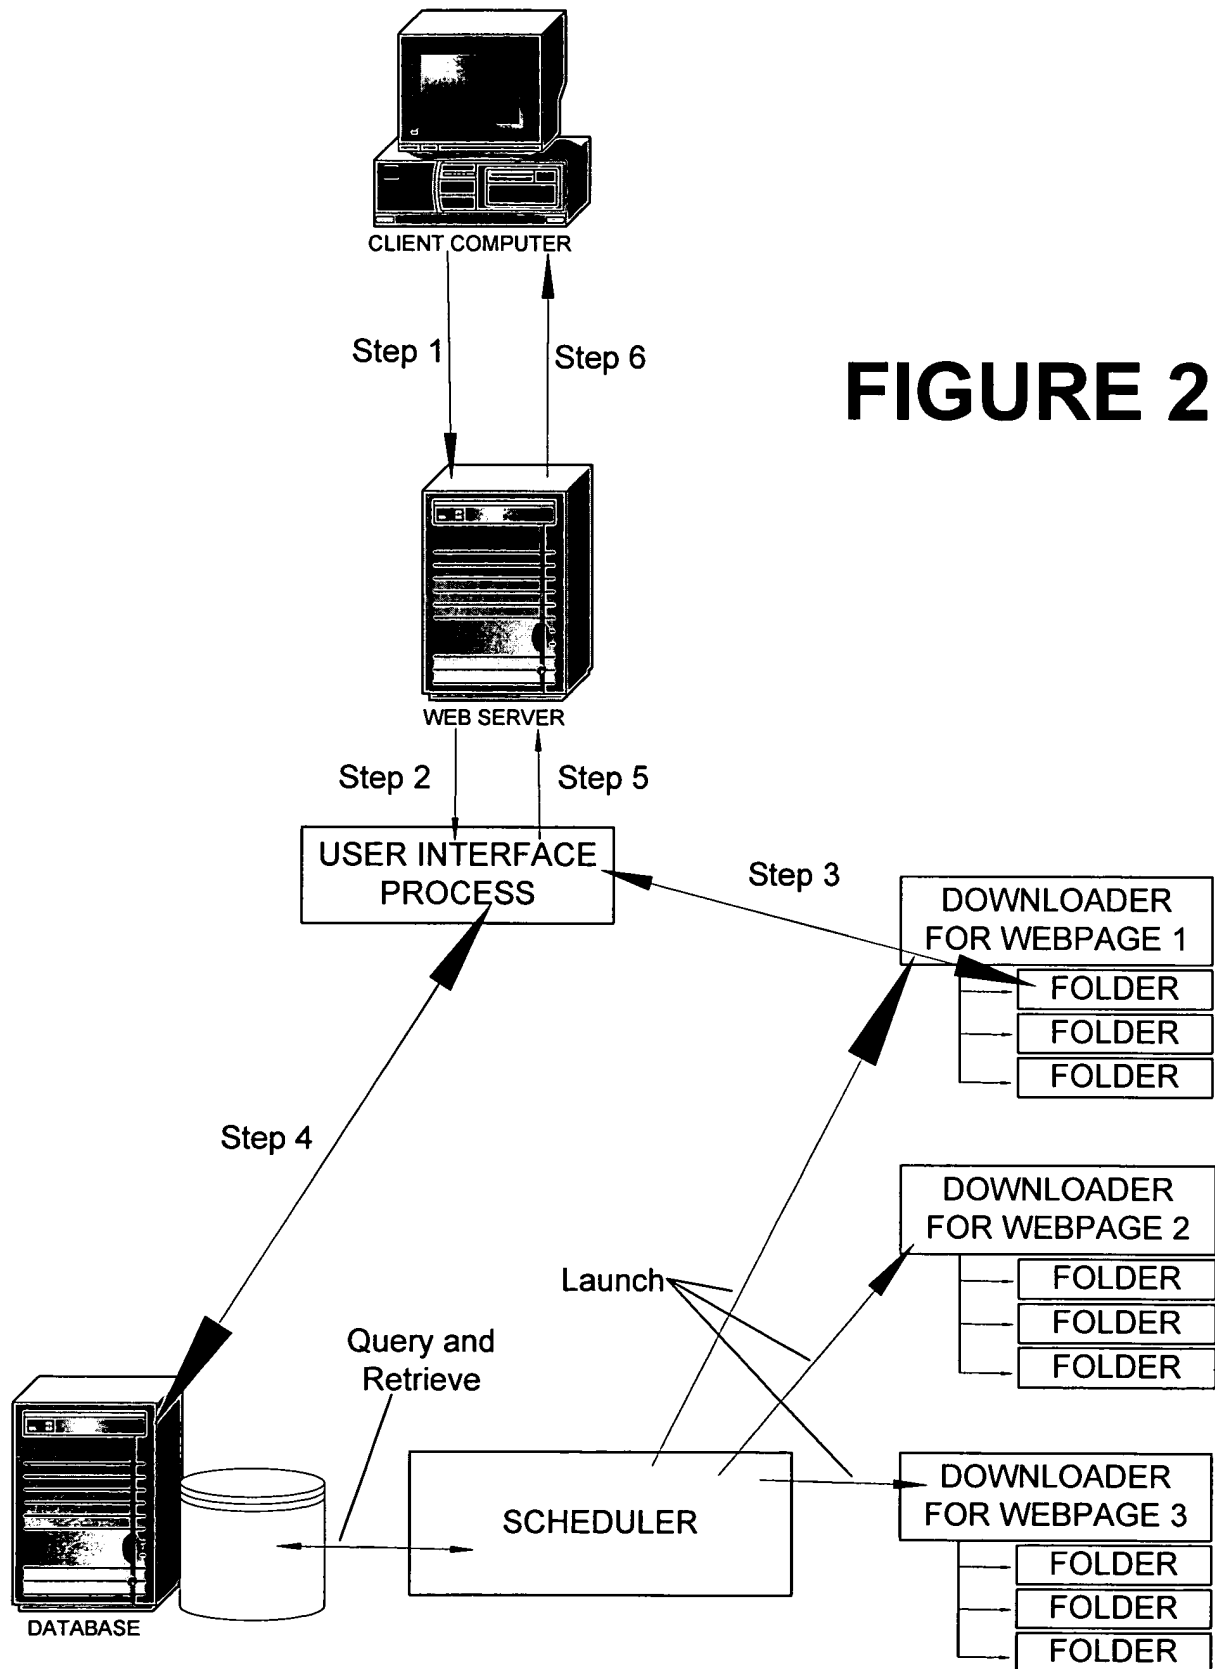 CLIENT COMPUTER
Step 1
Step 6
FIGURE 2
WEB SERVER
Step 2
Step 5
USER INTERFACE
PROCESS
Step 3
DOWNLOADER
FOR WEBPAGE 1
FOLDER
FOLDER
FOLDER
Step 4
DOWNLOADER
FOR WEBPAGE 2
FOLDER
FOLDER
FOLDER
Launch
Query and
Retrieve
SCHEDULER
DOWNLOADER
FOR WEBPAGE 3
FOLDER
FOLDER
FOLDER
DATABASE